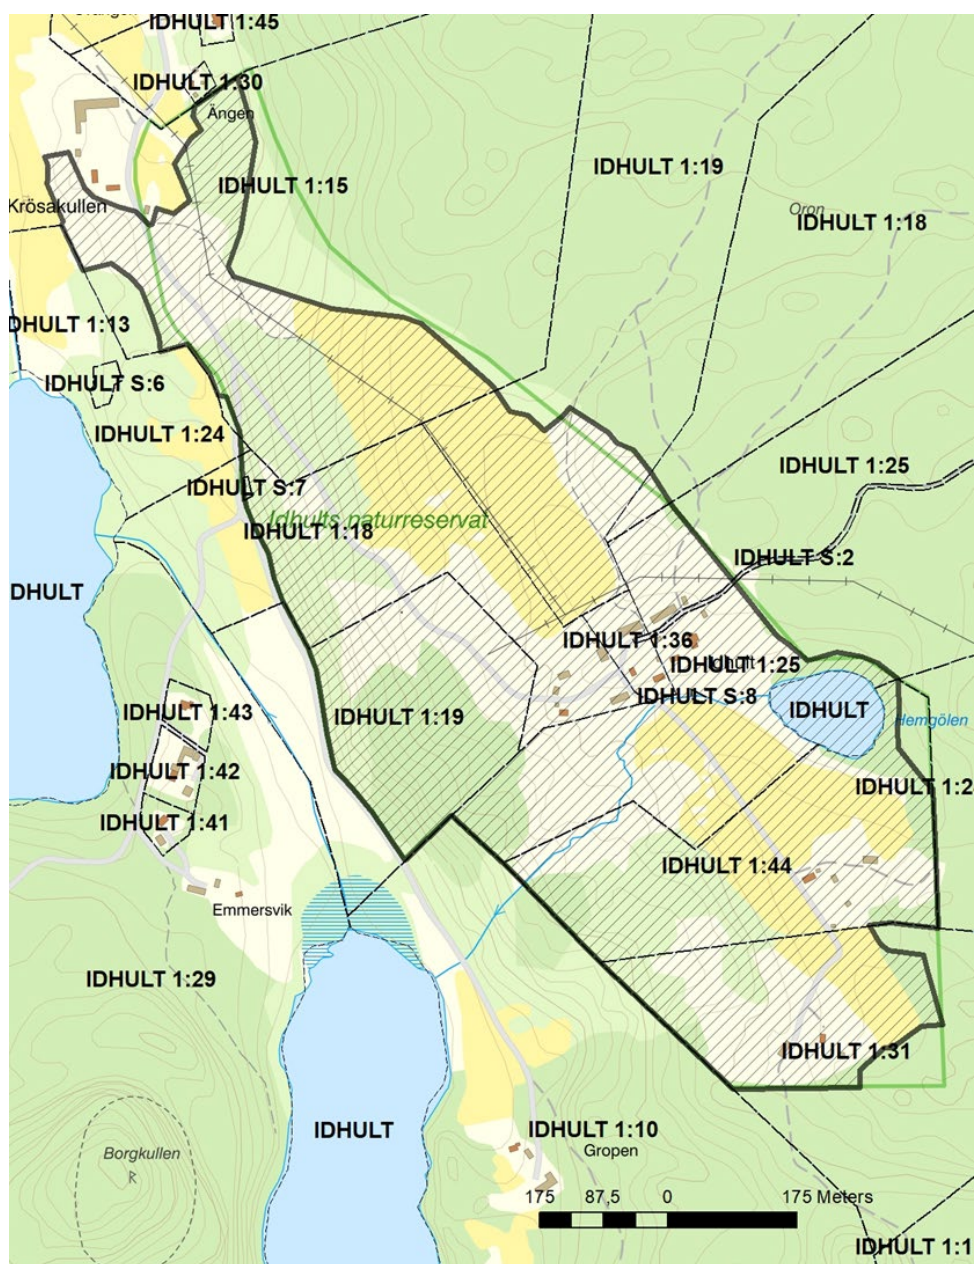 IDHULT 1:45
IDHULT 1:30
Ängen
IDHULT 1:19
IDHULT 1:15
Krösakullen
Oron
IDHULT 1:18
DHULT 1:13
IDHULT S:6
IDHULT 1:24
IDHULT 1:25
IDHULT S:7
Idhults naturreservat
IDHULT 1:18
IDHULT S:2
DHULT
IDHULT 1:36
IDHULT 1:25
IDHULT S:8
IDHULT 1:43
IDHULT 1:19
IDHULT
Hemgölen
IDHULT 1:42
IDHULT 1:2
IDHULT 1:41
IDHULT 1:44
Emmersvik
IDHULT 1:29
IDHULT 1:31
IDHULT
IDHULT 1:10
Gropen
Borgkullen
175 87,5 0 175 Meters
IDHULT 1:1